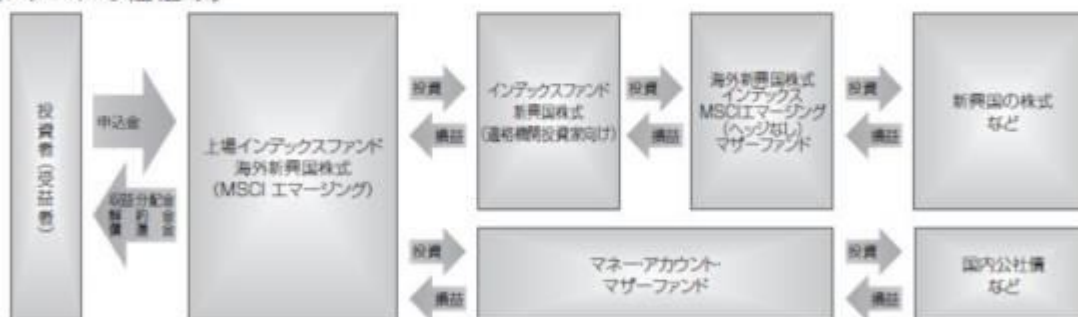 投資者(受益者)
申込金
収益分配金
解約金
償還金
上場インデックスファンド
海外新興国株式
(MSCI エマージング)
投資
損益
インデックスファンド
新興国株式
(適格機関投資家向け)
投資
損益
海外新興国株式
インデックス
MSCIエマージング
(ヘッジなし)
マザーファンド
投資
損益
新興国の株式
など
投資
損益
マネー・アカウント・
マザーファンド
投資
損益
国内公社債
など